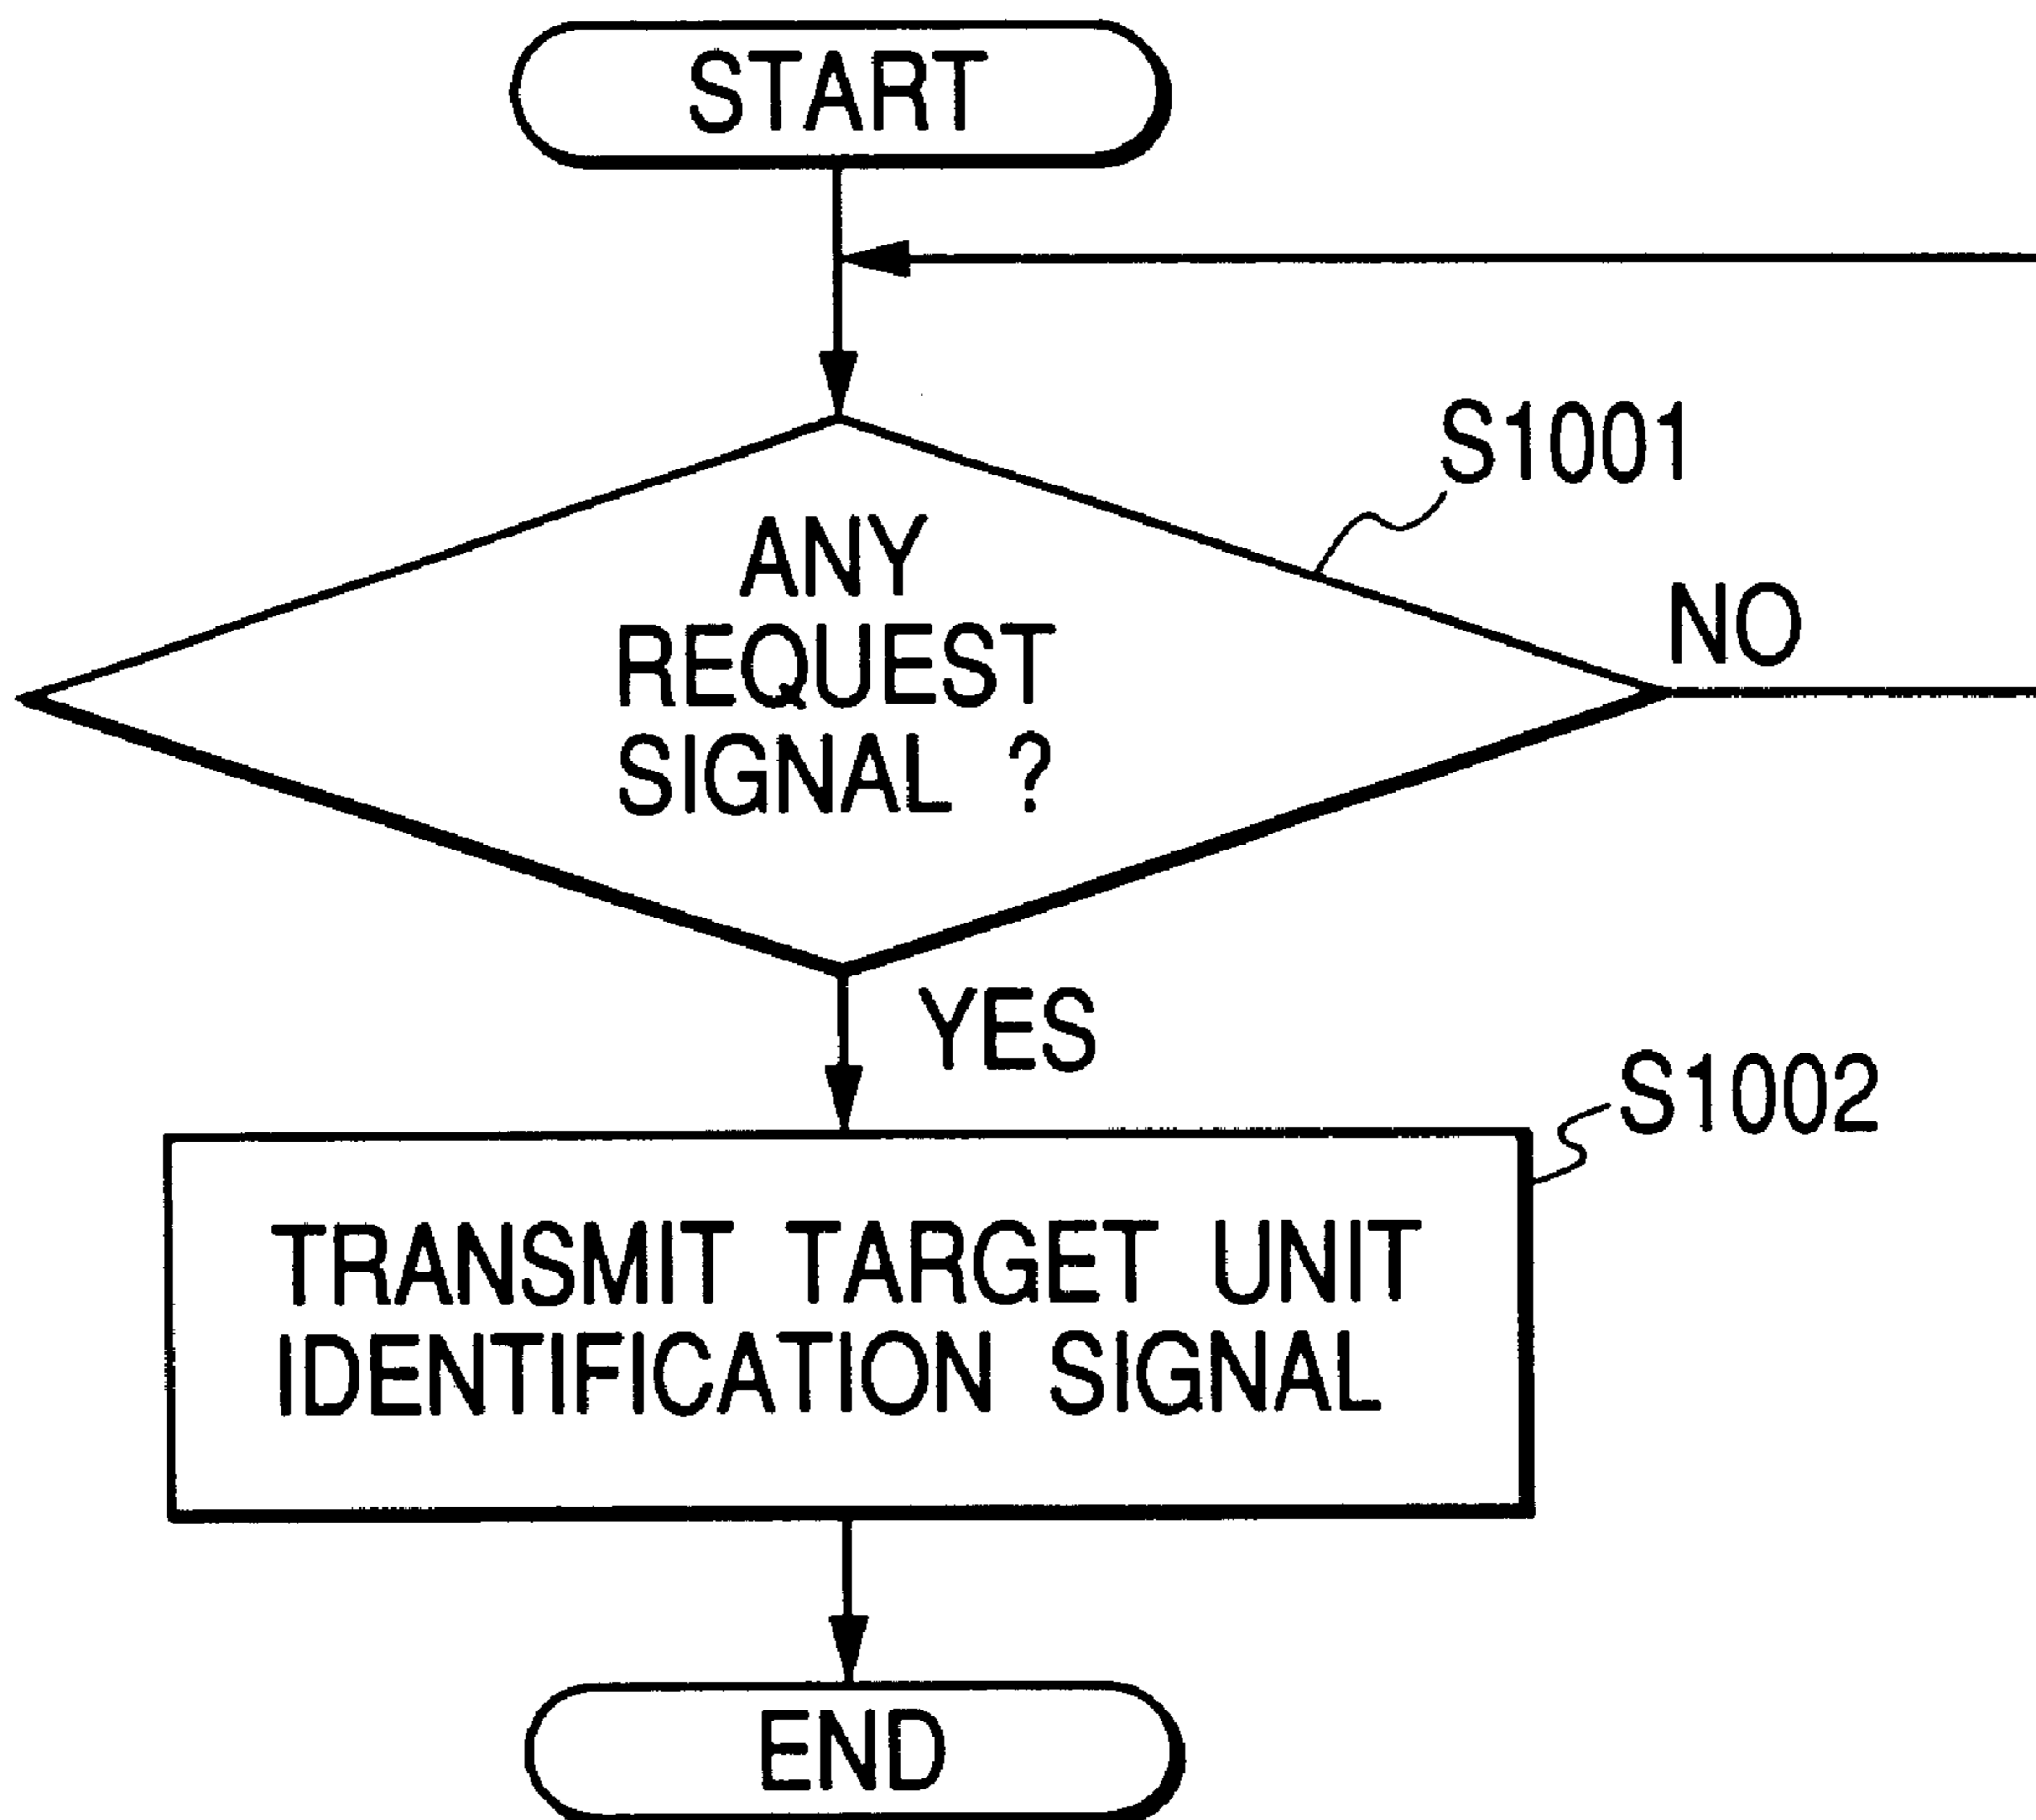 START
S1001
ANY
REQUEST
SIGNAL ?
NO
YES
S1002
TRANSMIT TARGET UNIT
IDENTIFICATION SIGNAL
END